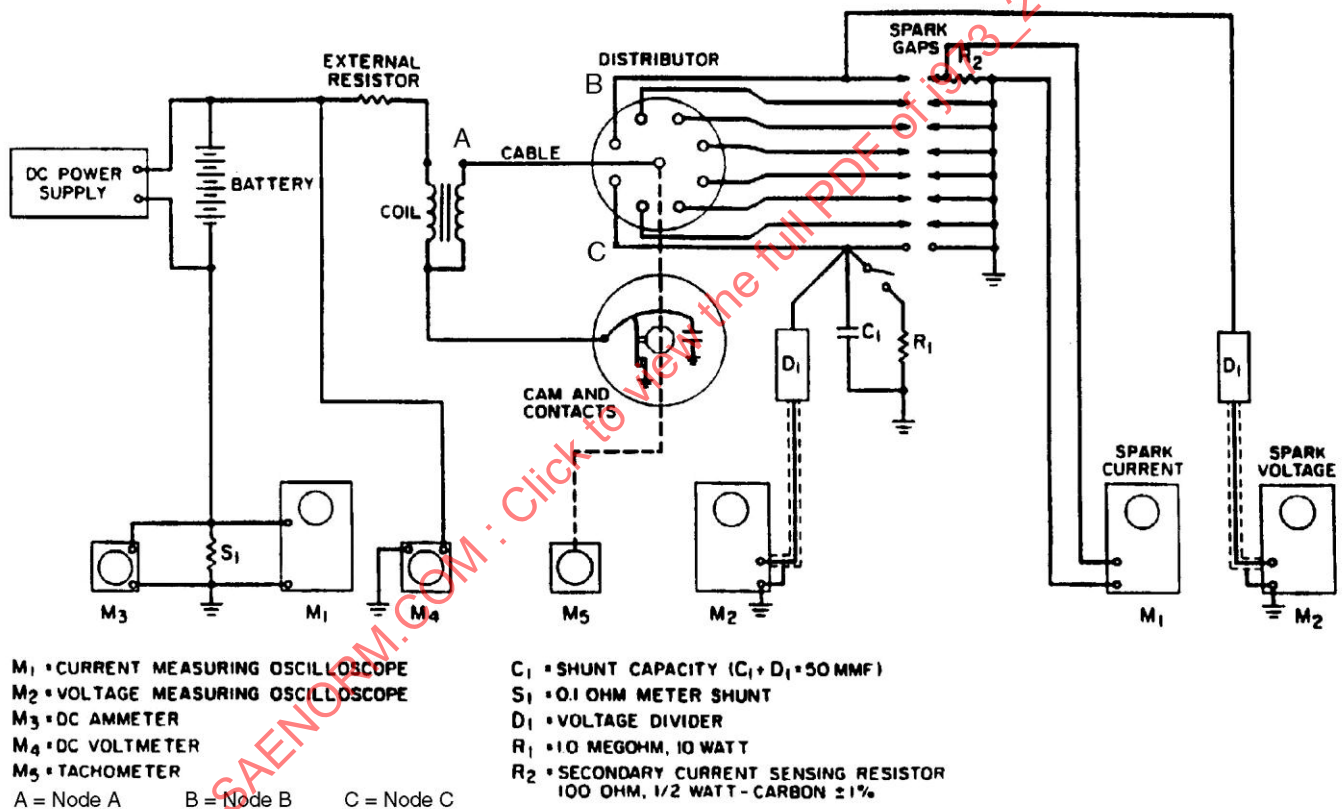 SPARK
GAPS
R2
EXTERNAL
RESISTOR
DISTRIBUTOR
B
A
CABLE
DC POWER
SUPPLY
BATTERY
COIL
C
C1
R1
D1
D1
CAM AND
CONTACTS
SPARK
CURRENT
SPARK
VOLTAGE
S1
M3
M1
M4
M5
M2
M1
M2
M1 = CURRENT MEASURING OSCILLOSCOPE
M2 = VOLTAGE MEASURING OSCILLOSCOPE
M3 = DC AMMETER
M4 = DC VOLTMETER
M5 = TACHOMETER
A = Node A B = Node B C = Node C
C1 = SHUNT CAPACITY (C1 + D1 = 50 MMF)
S1 = 0.1 OHM METER SHUNT
D1 = VOLTAGE DIVIDER
R1 = 1.0 MEGOHM, 10 WATT
R2 = SECONDARY CURRENT SENSING RESISTOR
100 OHM, 1/2 WATT - CARBON ±1%
SAENORM.COM : Click to view the full PDF of j973_2